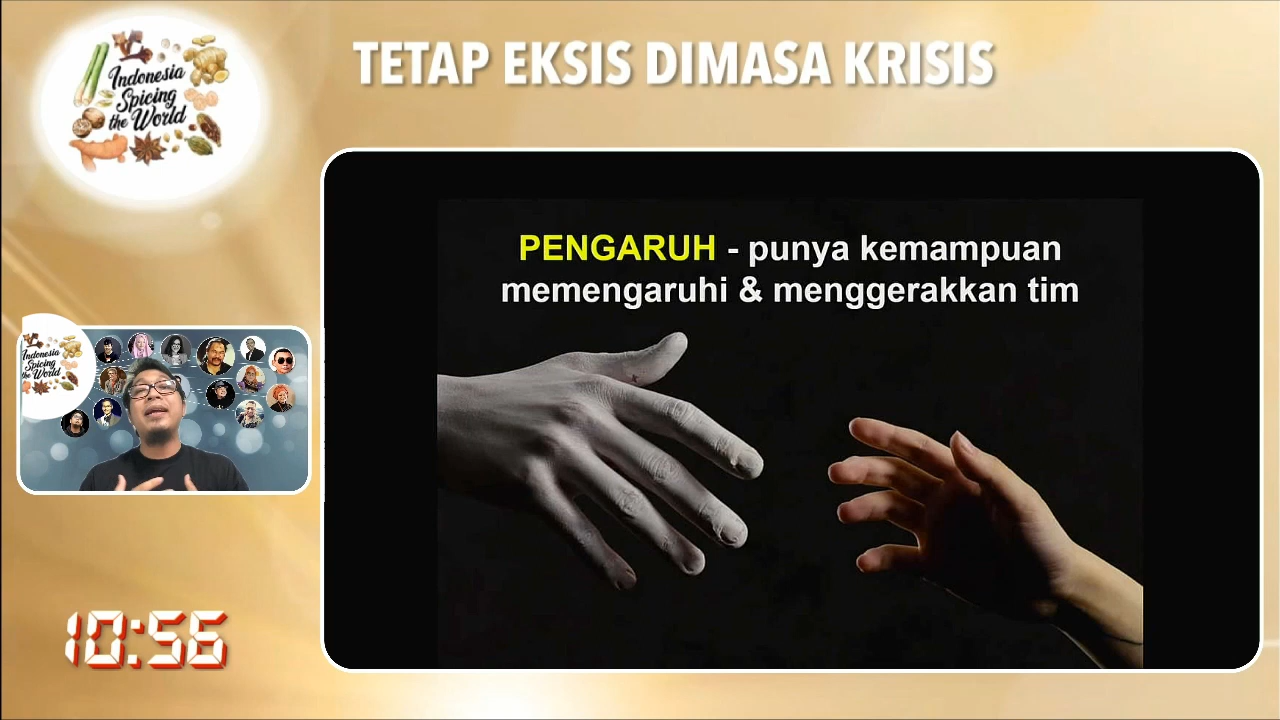 Indonesia
Spicing
the World
TETAP EKSIS DIMASA KRISIS
PENGARUH - punya kemampuan
memengaruhi & menggerakkan tim
Indonesia
Spicing
the World
10:56